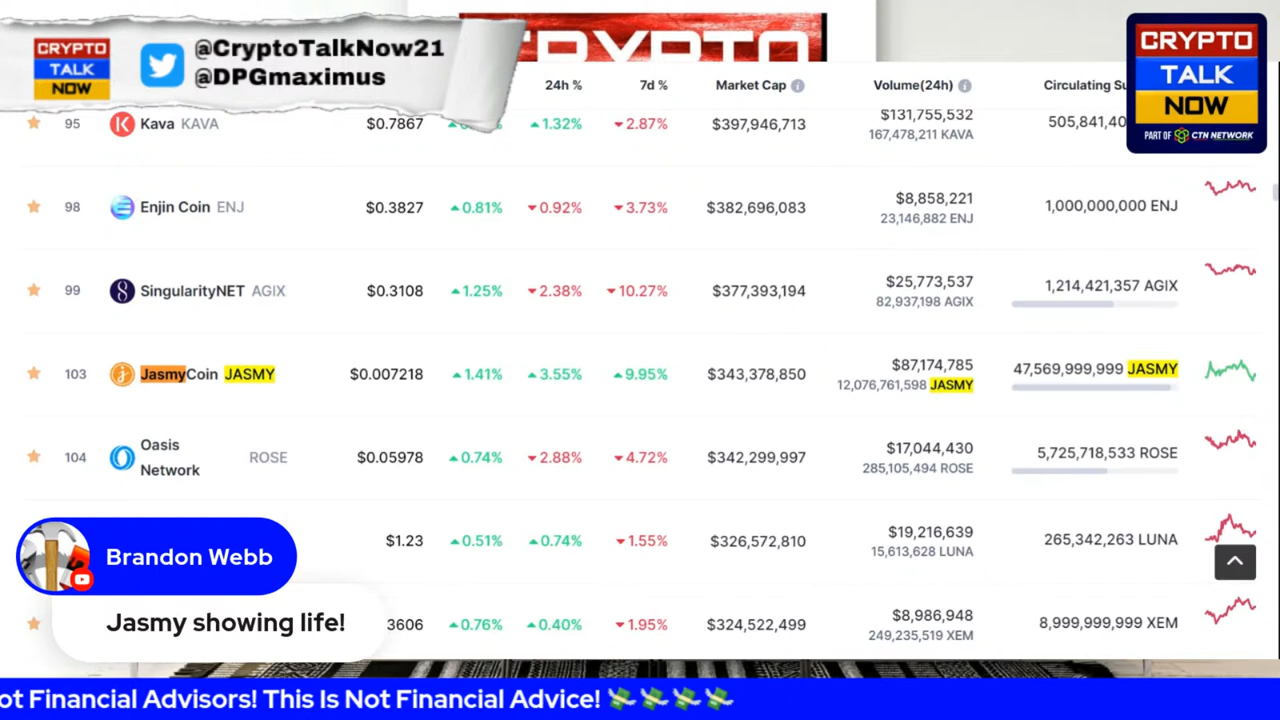 CRYPTO
CRYPTO
TALK
NOW
@CryptoTalkNow21
@DPGmaximus
CRYPTO
TALK
NOW
PART OF CTN NETWORK
24h % 7d % Market Cap Volume(24h) Circulating Su
95 Kava KAVA $0.7867 1.32% 2.87% $397,946,713 $131,755,532 505,841,40
167,478,211 KAVA
98 Enjin Coin ENJ $0.3827 0.81% 0.92% 3.73% $382,696,083 $8,858,221 1,000,000,000 ENJ
23,146,882 ENJ
99 SingularityNET AGIX $0.3108 1.25% 2.38% 10.27% $377,393,194 $25,773,537 1,214,421,357 AGIX
82,937,198 AGIX
103 JasmyCoin JASMY $0.007218 1.41% 3.55% 9.95% $343,378,850 $87,174,785 47,569,999,999 JASMY
12,076,761,598 JASMY
104 Oasis Network ROSE $0.05978 0.74% 2.88% 4.72% $342,299,997 $17,044,430 5,725,718,533 ROSE
285,105,494 ROSE
$1.23 0.51% 0.74% 1.55% $326,572,810 $19,216,639 265,342,263 LUNA
15,613,628 LUNA
3606 0.76% 0.40% 1.95% $324,522,499 $8,986,948 8,999,999,999 XEM
249,235,519 XEM
Brandon Webb
Jasmy showing life!
ot Financial Advisors! This Is Not Financial Advice!